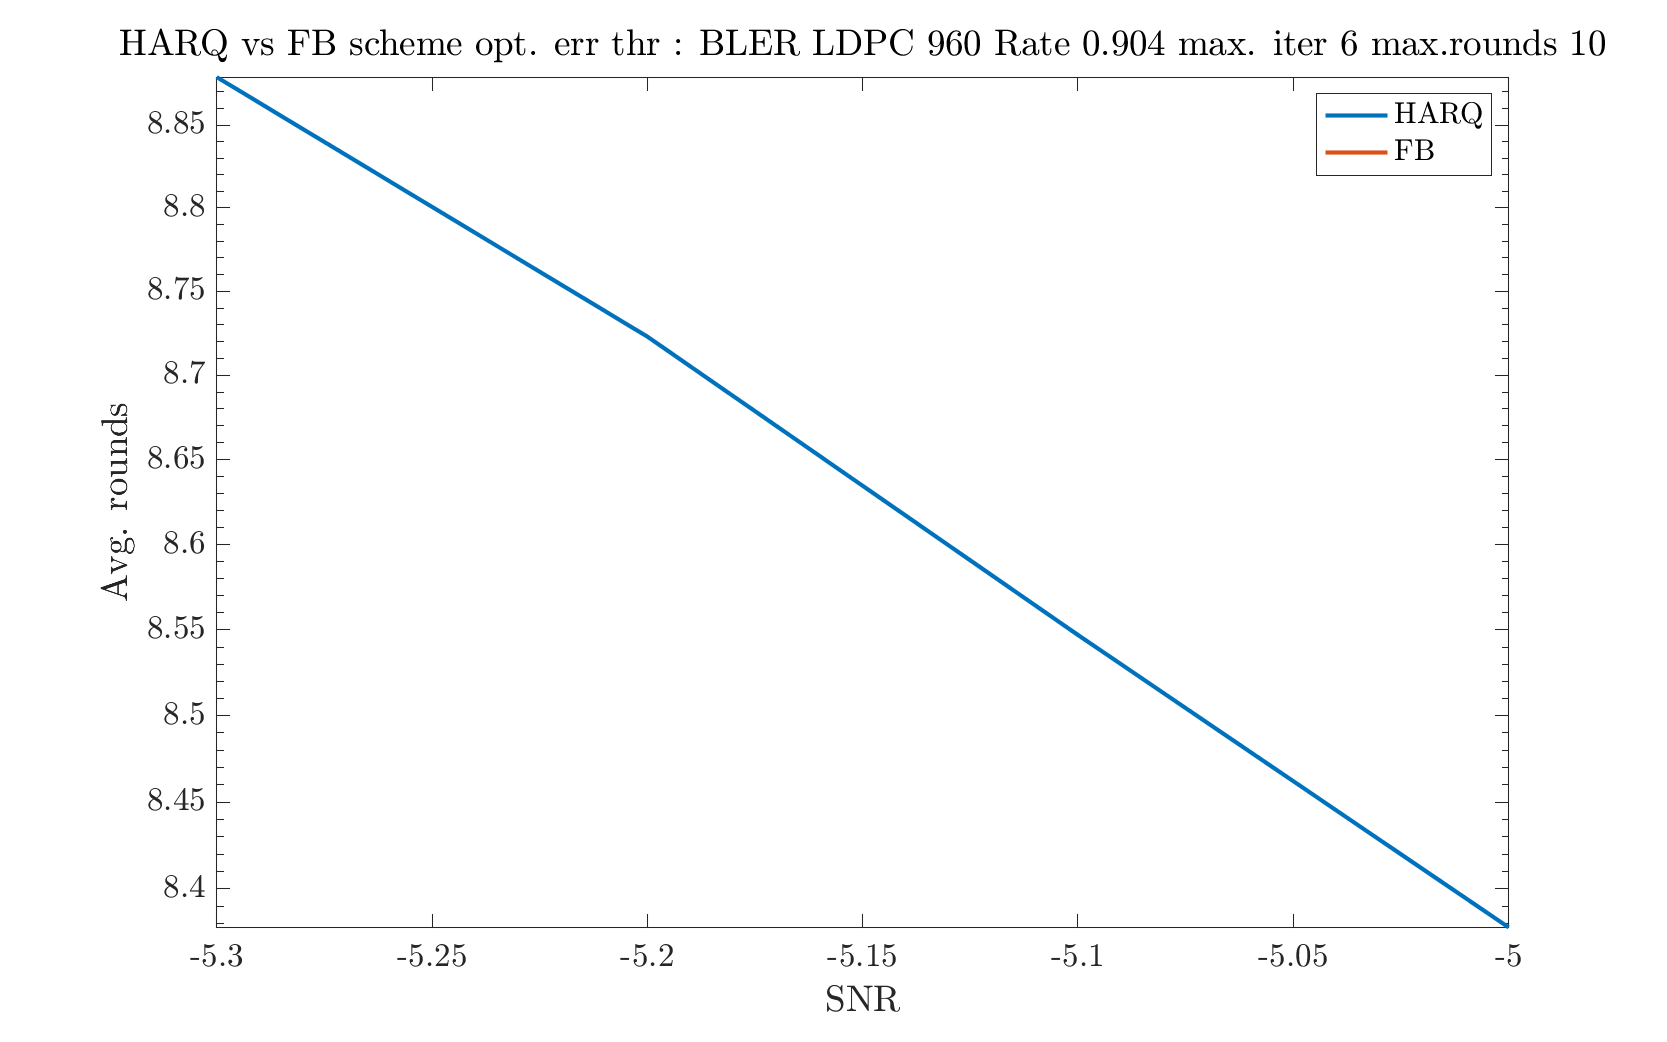 HARQ vs FB scheme opt. err thr : BLER LDPC 960 Rate 0.904 max. iter 6 max.rounds 10
HARQ
FB
8.85
8.8
8.75
8.7
8.65
8.6
8.55
8.5
8.45
8.4
Avg. rounds
-5.3 -5.25 -5.2 -5.15 -5.1 -5.05 -5
SNR